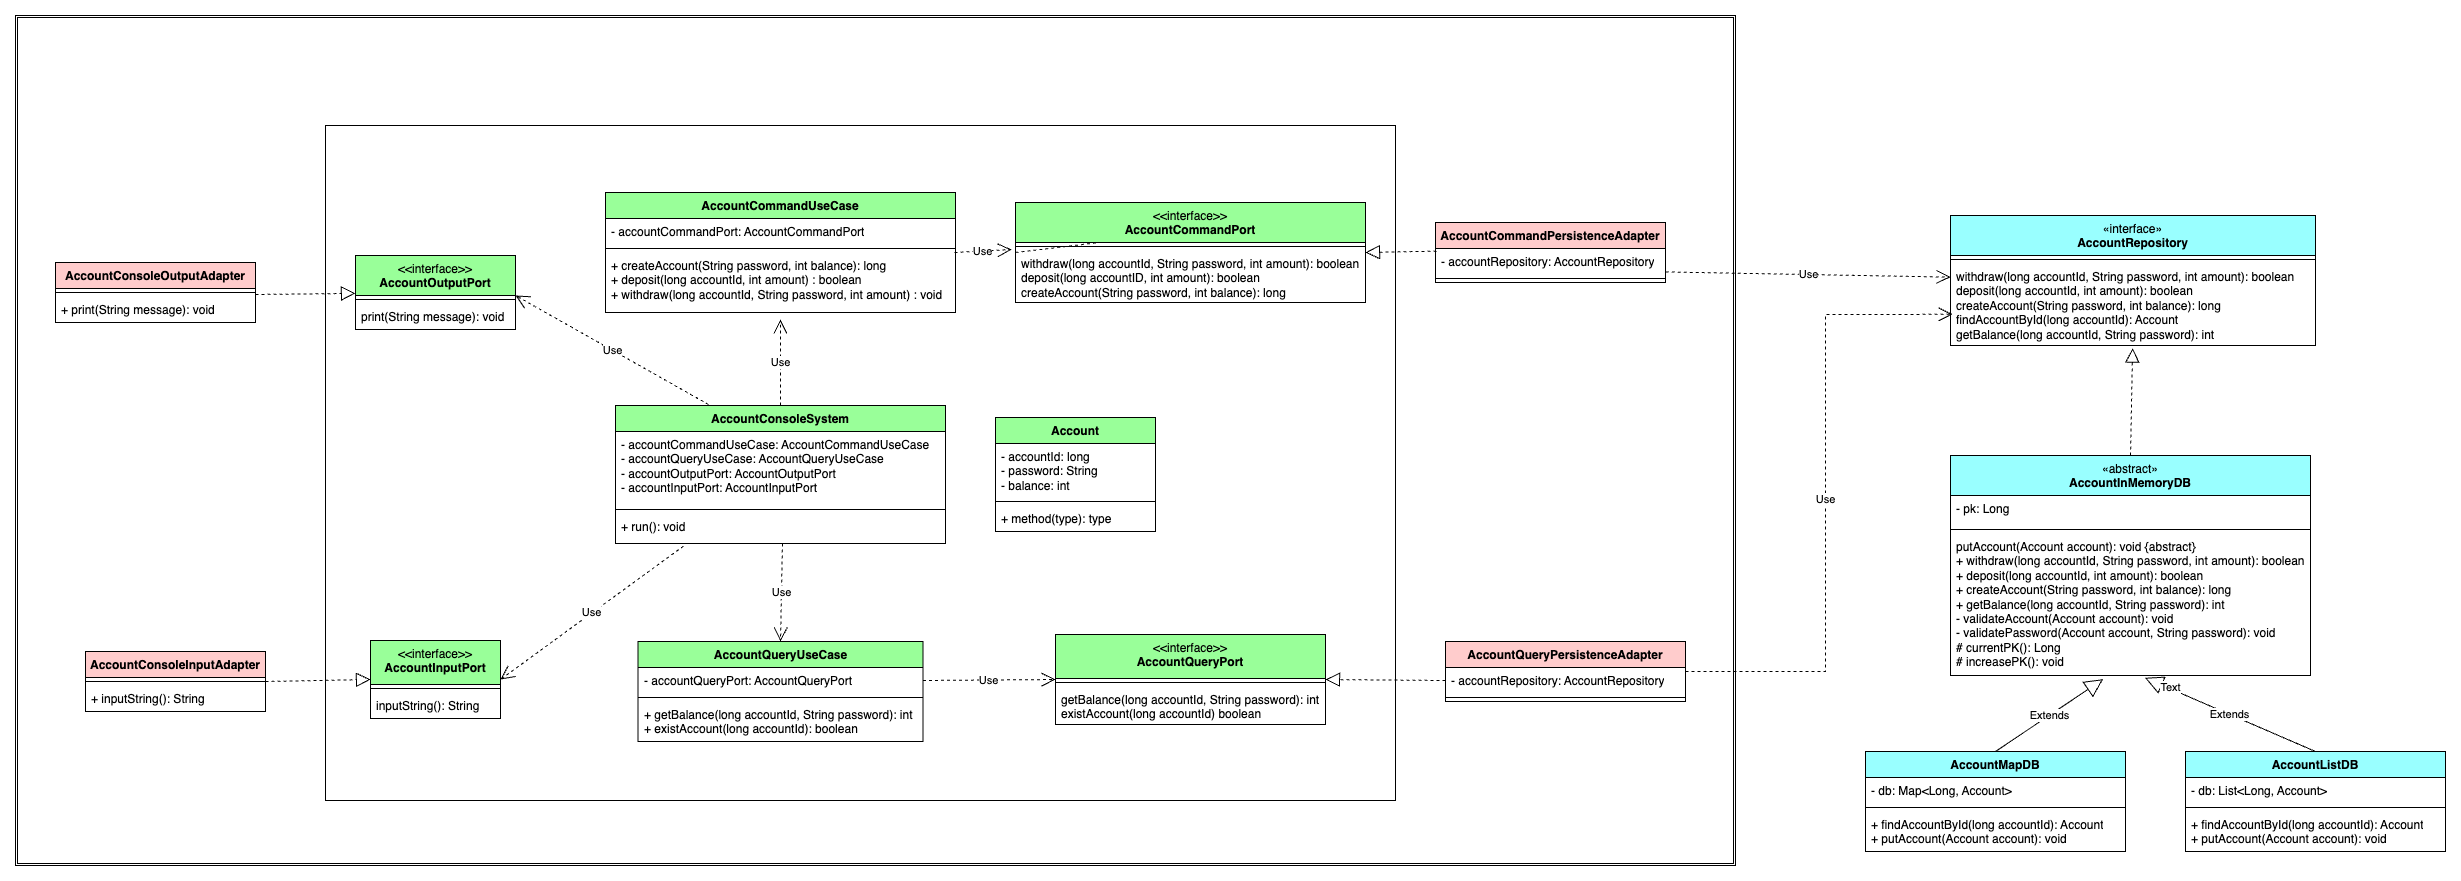 AccountConsoleOutputAdapter
+ print(String message): void
<<interface>>
AccountOutputPort
print(String message): void
AccountCommandUseCase
- accountCommandPort: AccountCommandPort
+ createAccount(String password, int balance): long
+ deposit(long accountId, int amount) : boolean
+ withdraw(long accountId, String password, int amount) : void
Use
<<interface>>
AccountCommandPort
withdraw(long accountId, String password, int amount): boolean
deposit(long accountID, int amount): boolean
createAccount(String password, int balance): long
AccountCommandPersistenceAdapter
- accountRepository: AccountRepository
Use
«interface»
AccountRepository
withdraw(long accountId, String password, int amount): boolean
deposit(long accountId, int amount): boolean
createAccount(String password, int balance): long
findAccountById(long accountId): Account
getBalance(long accountId, String password): int
Use
Use
AccountConsoleSystem
- accountCommandUseCase: AccountCommandUseCase
- accountQueryUseCase: AccountQueryUseCase
- accountOutputPort: AccountOutputPort
- accountInputPort: AccountInputPort
+ run(): void
Account
- accountId: long
- password: String
- balance: int
+ method(type): type
Use
«abstract»
AccountInMemoryDB
- pk: Long
putAccount(Account account): void {abstract}
+ withdraw(long accountId, String password, int amount): boolean
+ deposit(long accountId, int amount): boolean
+ createAccount(String password, int balance): long
+ getBalance(long accountId, String password): int
- validateAccount(Account account): void
- validatePassword(Account account, String password): void
# currentPK(): Long
# increasePK(): void
Use
Use
AccountConsoleInputAdapter
+ inputString(): String
<<interface>>
AccountInputPort
inputString(): String
AccountQueryUseCase
- accountQueryPort: AccountQueryPort
+ getBalance(long accountId, String password): int
+ existAccount(long accountId): boolean
Use
<<interface>>
AccountQueryPort
getBalance(long accountId, String password): int
existAccount(long accountId) boolean
AccountQueryPersistenceAdapter
- accountRepository: AccountRepository
Text
Extends
Extends
AccountMapDB
- db: Map<Long, Account>
+ findAccountById(long accountId): Account
+ putAccount(Account account): void
AccountListDB
- db: List<Long, Account>
+ findAccountById(long accountId): Account
+ putAccount(Account account): void